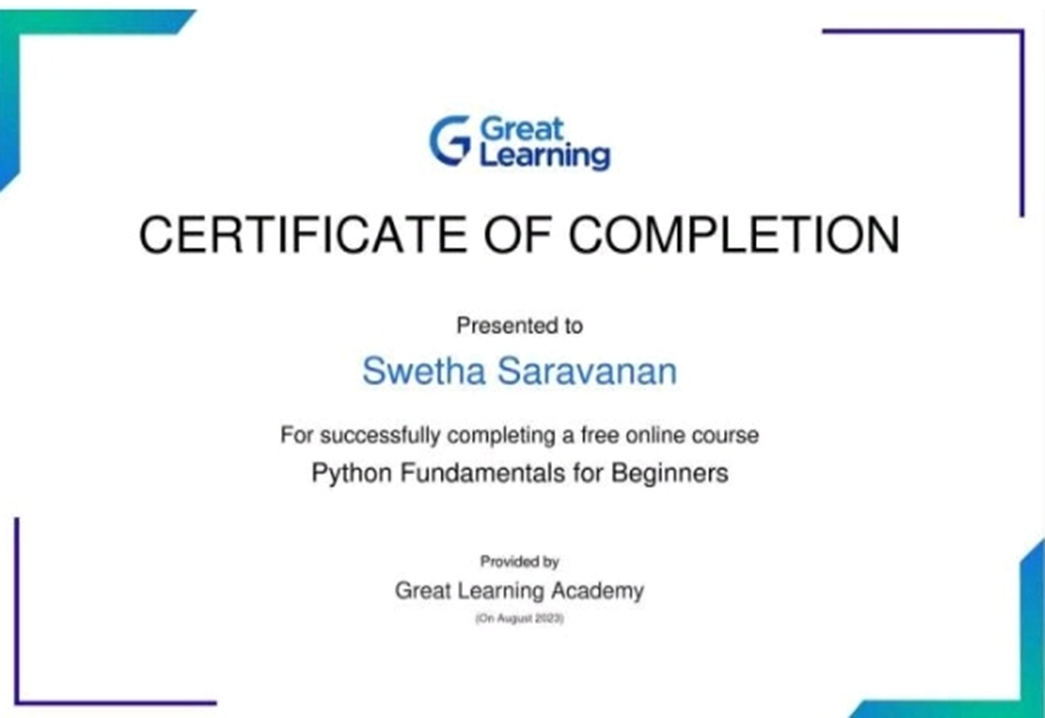 Great
Learning
CERTIFICATE OF COMPLETION
Presented to
Swetha Saravanan
For successfully completing a free online course
Python Fundamentals for Beginners
Provided by
Great Learning Academy
(On August 2023)